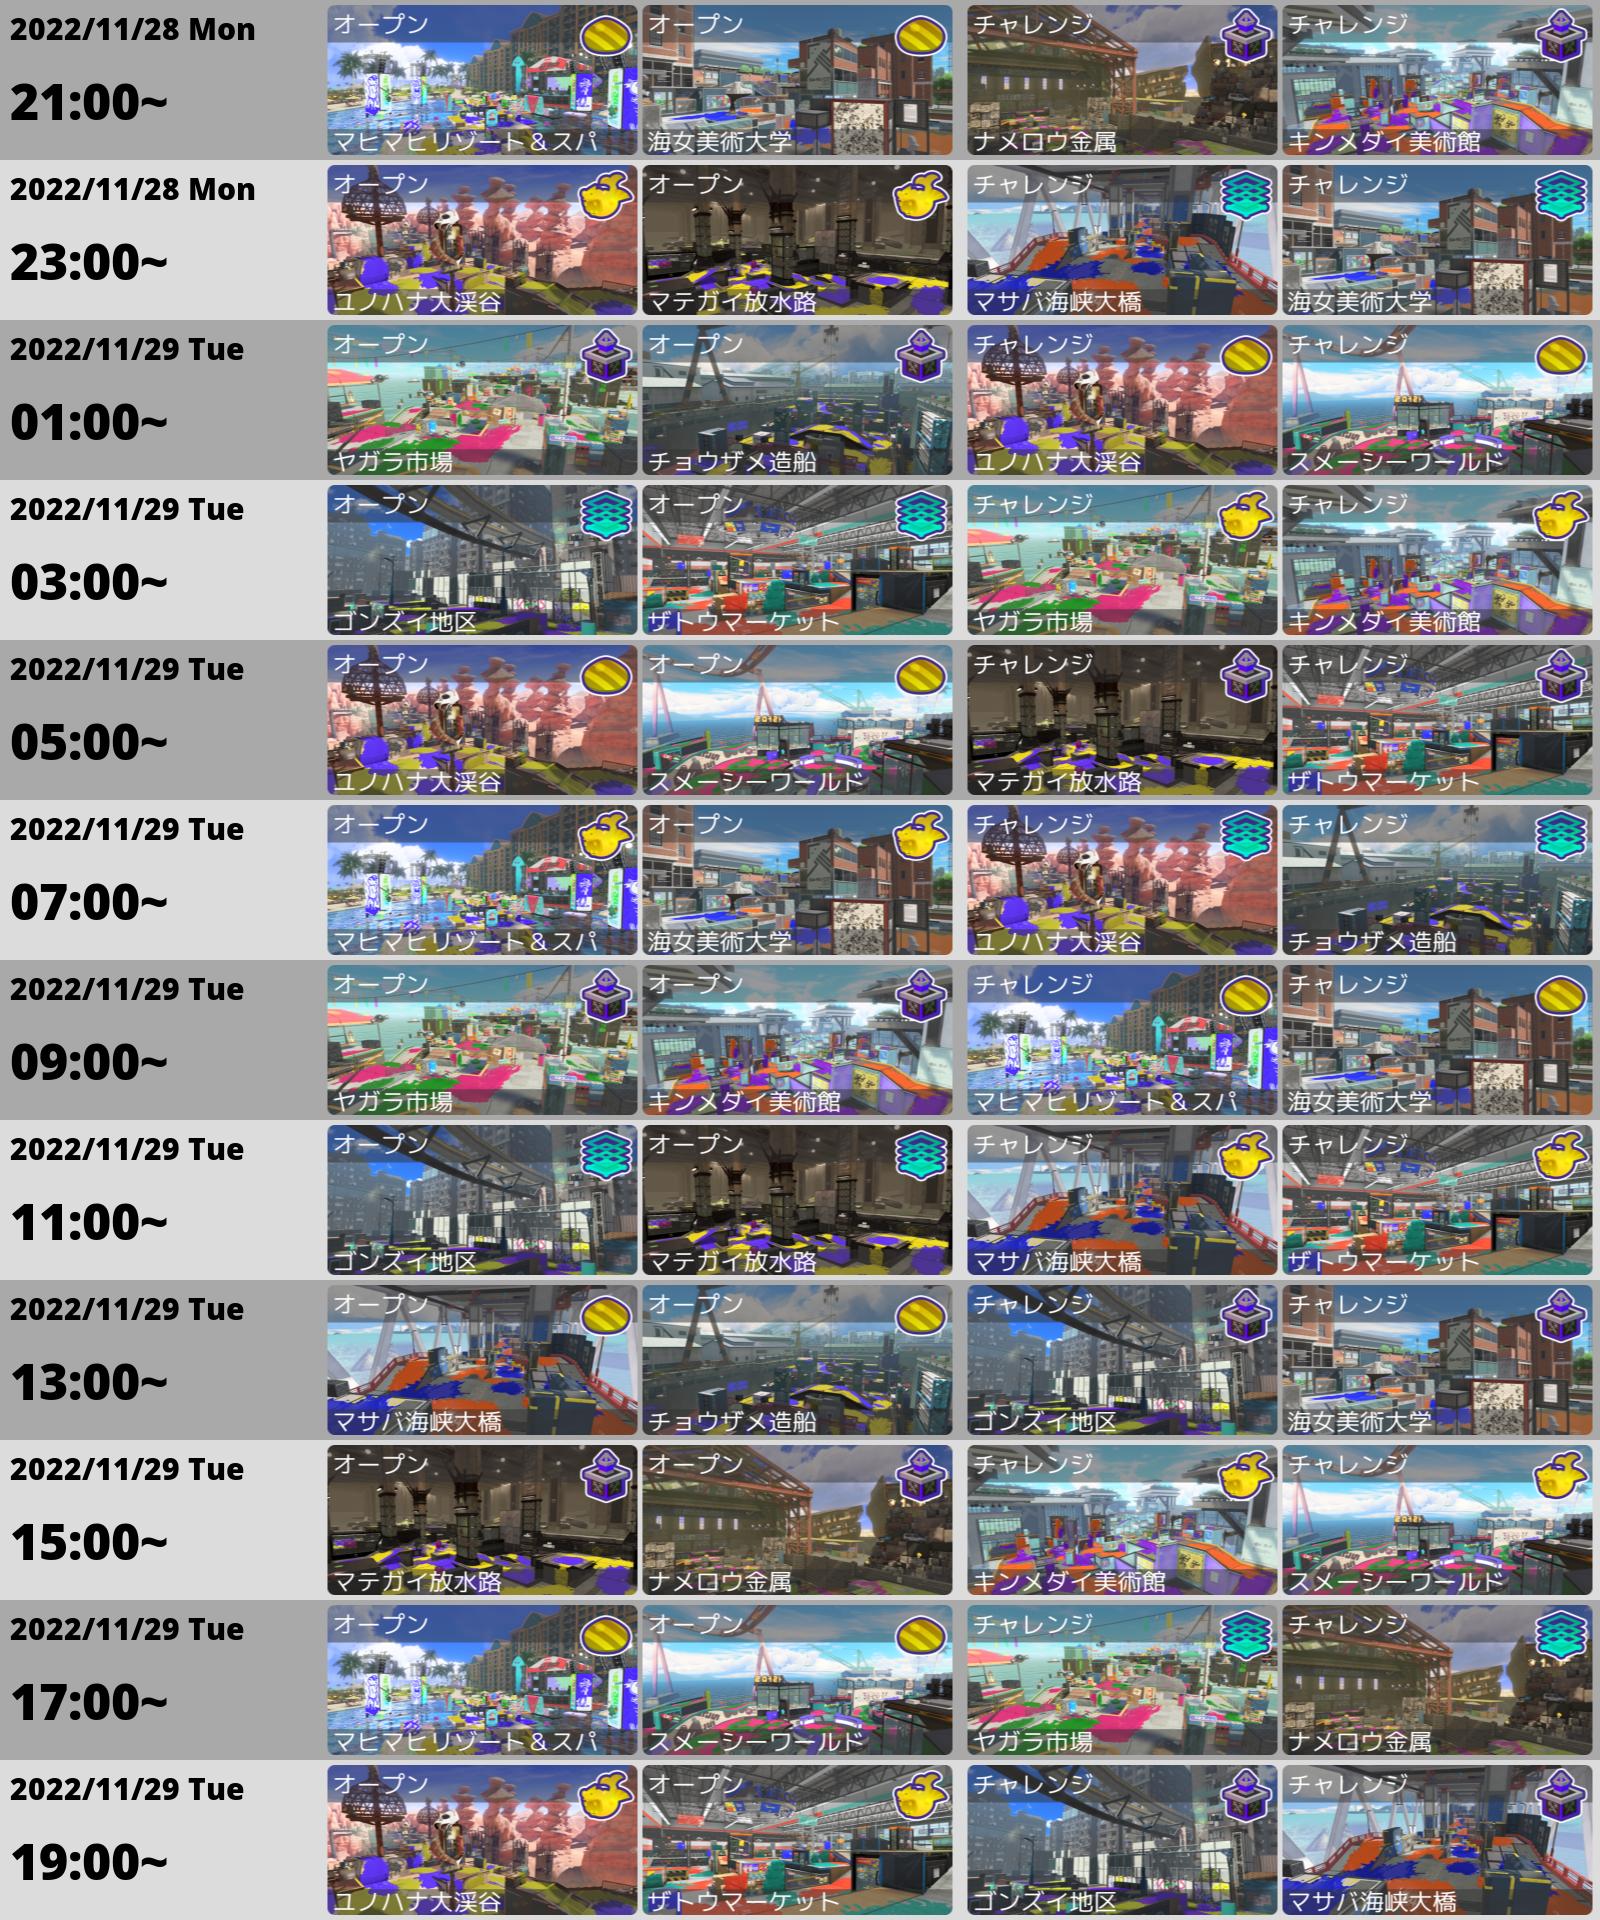 2022/11/28 Mon
21:00~
オープン
マヒマヒリゾート＆スパ
オープン
海女美術大学
チャレンジ
ナメロウ金属
チャレンジ
キンメダイ美術館
2022/11/28 Mon
23:00~
オープン
ユノハナ大渓谷
オープン
マテガイ放水路
チャレンジ
マサバ海峡大橋
チャレンジ
海女美術大学
2022/11/29 Tue
01:00~
オープン
ヤガラ市場
オープン
チョウザメ造船
チャレンジ
ユノハナ大渓谷
チャレンジ
スメーシーワールド
2022/11/29 Tue
03:00~
オープン
ゴンズイ地区
オープン
ザトウマーケット
チャレンジ
ヤガラ市場
チャレンジ
キンメダイ美術館
2022/11/29 Tue
05:00~
オープン
ユノハナ大渓谷
オープン
スメーシーワールド
チャレンジ
マテガイ放水路
チャレンジ
ザトウマーケット
2022/11/29 Tue
07:00~
オープン
マヒマヒリゾート＆スパ
オープン
海女美術大学
チャレンジ
ユノハナ大渓谷
チャレンジ
チョウザメ造船
2022/11/29 Tue
09:00~
オープン
ヤガラ市場
オープン
キンメダイ美術館
チャレンジ
マヒマヒリゾート＆スパ
チャレンジ
海女美術大学
2022/11/29 Tue
11:00~
オープン
ゴンズイ地区
オープン
マテガイ放水路
チャレンジ
マサバ海峡大橋
チャレンジ
ザトウマーケット
2022/11/29 Tue
13:00~
オープン
マサバ海峡大橋
オープン
チョウザメ造船
チャレンジ
ゴンズイ地区
チャレンジ
海女美術大学
2022/11/29 Tue
15:00~
オープン
マテガイ放水路
オープン
ナメロウ金属
チャレンジ
キンメダイ美術館
チャレンジ
スメーシーワールド
2022/11/29 Tue
17:00~
オープン
マヒマヒリゾート＆スパ
オープン
スメーシーワールド
チャレンジ
ヤガラ市場
チャレンジ
ナメロウ金属
2022/11/29 Tue
19:00~
オープン
ユノハナ大渓谷
オープン
ザトウマーケット
チャレンジ
ゴンズイ地区
チャレンジ
マサバ海峡大橋